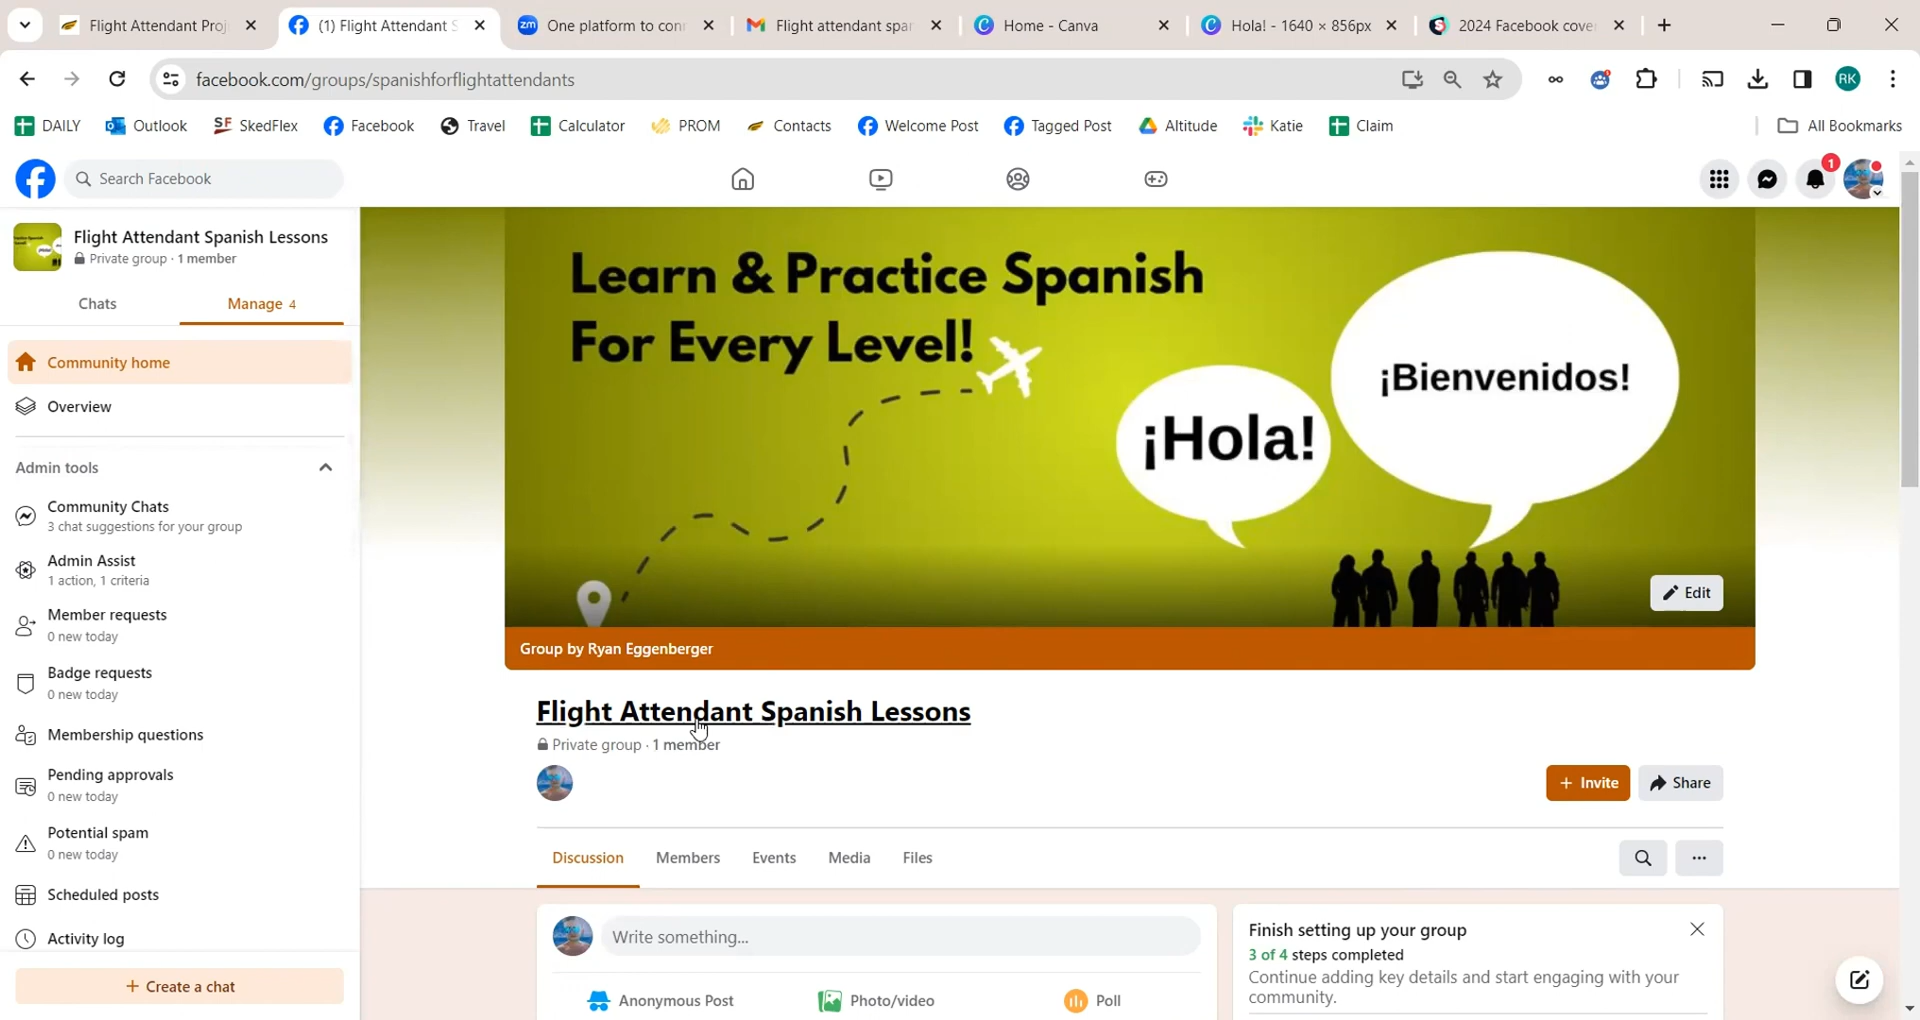 Flight Attendant Proj
(1) Flight Attendant S
One platform to con
Flight attendant spa
Home - Canva
Hola! - 1640 × 856px
2024 Facebook cove
facebook.com/groups/spanishforflightattendants
RK
DAILY
Outlook
SkedFlex
Facebook
Travel
Calculator
PROM
Contacts
Welcome Post
Tagged Post
Altitude
Katie
Claim
All Bookmarks
Search Facebook
1
Flight Attendant Spanish Lessons
Private group · 1 member
Chats
Manage 4
Community home
Overview
Admin tools
Community Chats
3 chat suggestions for your group
Admin Assist
1 action, 1 criteria
Member requests
0 new today
Badge requests
0 new today
Membership questions
Pending approvals
0 new today
Potential spam
0 new today
Scheduled posts
Activity log
+ Create a chat
Learn & Practice Spanish
For Every Level!
¡Hola!
¡Bienvenidos!
Edit
Group by Ryan Eggenberger
Flight Attendant Spanish Lessons
Private group · 1 member
+ Invite
Share
Discussion
Members
Events
Media
Files
Write something...
Anonymous Post
Photo/video
Poll
Finish setting up your group
3 of 4 steps completed
Continue adding key details and start engaging with your
community.